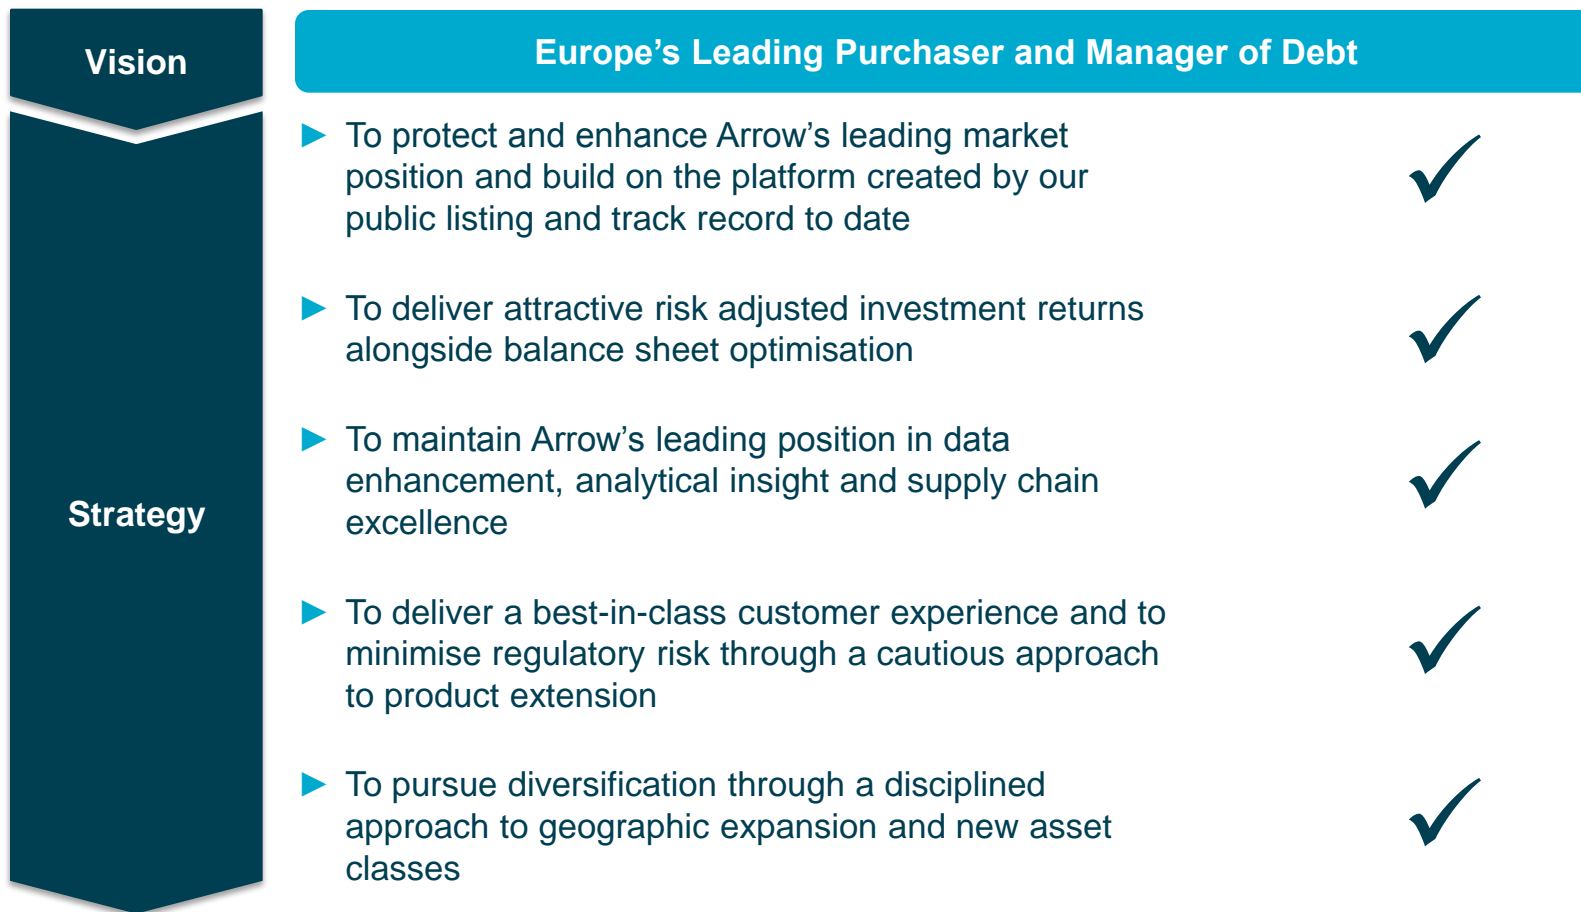 Vision
Europe’s Leading Purchaser and Manager of Debt
Strategy
► To protect and enhance Arrow’s leading market
position and build on the platform created by our
public listing and track record to date
✓
► To deliver attractive risk adjusted investment returns
alongside balance sheet optimisation
✓
► To maintain Arrow’s leading position in data
enhancement, analytical insight and supply chain
excellence
✓
► To deliver a best-in-class customer experience and to
minimise regulatory risk through a cautious approach
to product extension
✓
► To pursue diversification through a disciplined
approach to geographic expansion and new asset
classes
✓